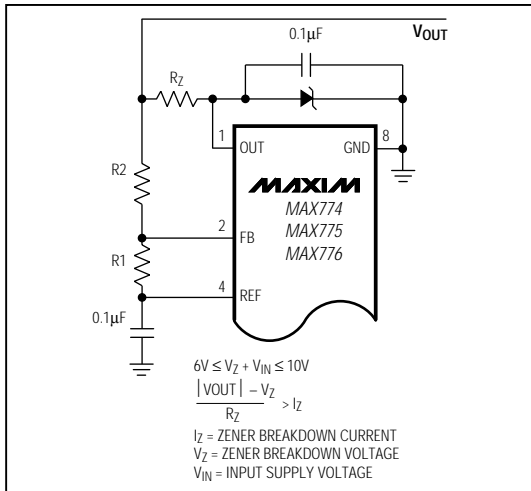 VOUT
0.1µF
RZ
1
OUT
GND
8
R2
MAXIM
MAX774
MAX775
MAX776
2
FB
R1
4
REF
0.1µF
6V ≤ VZ + VIN ≤ 10V
|VOUT| – VZ
RZ
> IZ
IZ = ZENER BREAKDOWN CURRENT
VZ = ZENER BREAKDOWN VOLTAGE
VIN = INPUT SUPPLY VOLTAGE